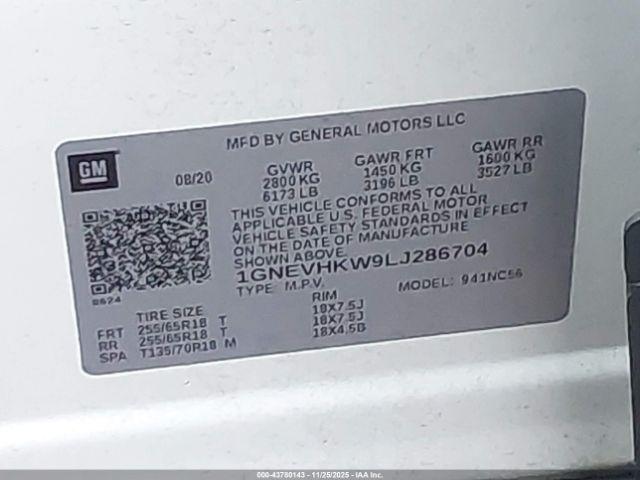 MFD BY GENERAL MOTORS LLC
GM
08/20
GVWR GAWR FRT GAWR RR
2800 KG 1450 KG 1600 KG
6173 LB 3196 LB 3527 LB
THIS VEHICLE CONFORMS TO ALL
APPLICABLE U.S. FEDERAL MOTOR
VEHICLE SAFETY STANDARDS IN EFFECT
ON THE DATE OF MANUFACTURE
SHOWN ABOVE.
1GNEVHKW9LJ286704
TYPE: M.P.V. MODEL: 941NC56
8624
TIRE SIZE RIM
FRT 255/65R18 T 18X7.5J
RR 255/65R18 T 18X7.5J
SPA T135/70R18 M 18X4.5B
000-43780143 - 11/25/2025 - IAA Inc.